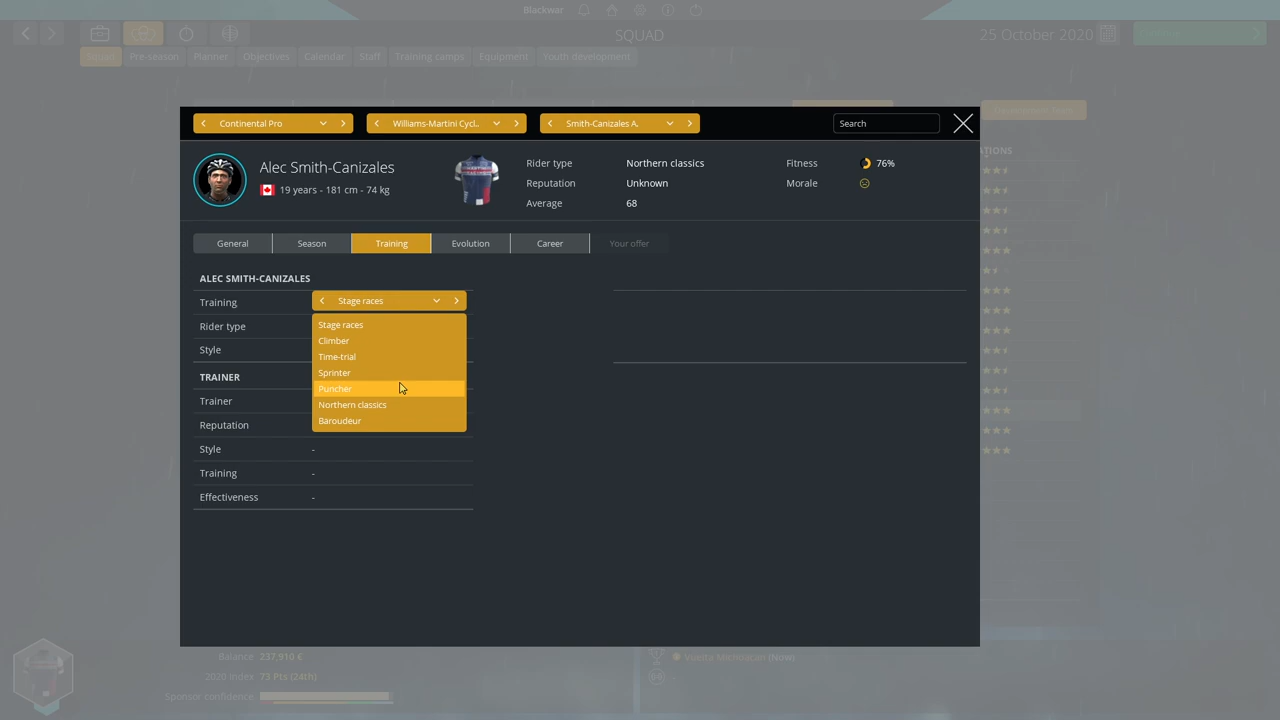 Blackwar
SQUAD
25 October 2020
Squad
Pre-season
Planner
Objectives
Calendar
Staff
Training camps
Equipment
Youth development
Continental Pro
Williams-Martini Cycl..
Smith-Canizales A.
Search
Alec Smith-Canizales
19 years - 181 cm - 74 kg
Rider type Northern classics
Reputation Unknown
Average 68
Fitness 76%
Morale
General
Season
Training
Evolution
Career
Your offer
ALEC SMITH-CANIZALES
Training Stage races
Rider type
Style
Stage races
Climber
Time-trial
Sprinter
Puncher
Northern classics
Baroudeur
TRAINER
Trainer
Reputation
Style -
Training -
Effectiveness -
Balance 237,910 €
2020 Index 73 Pts (24th)
Sponsor confidence
Vuelta Michoacan (Now)